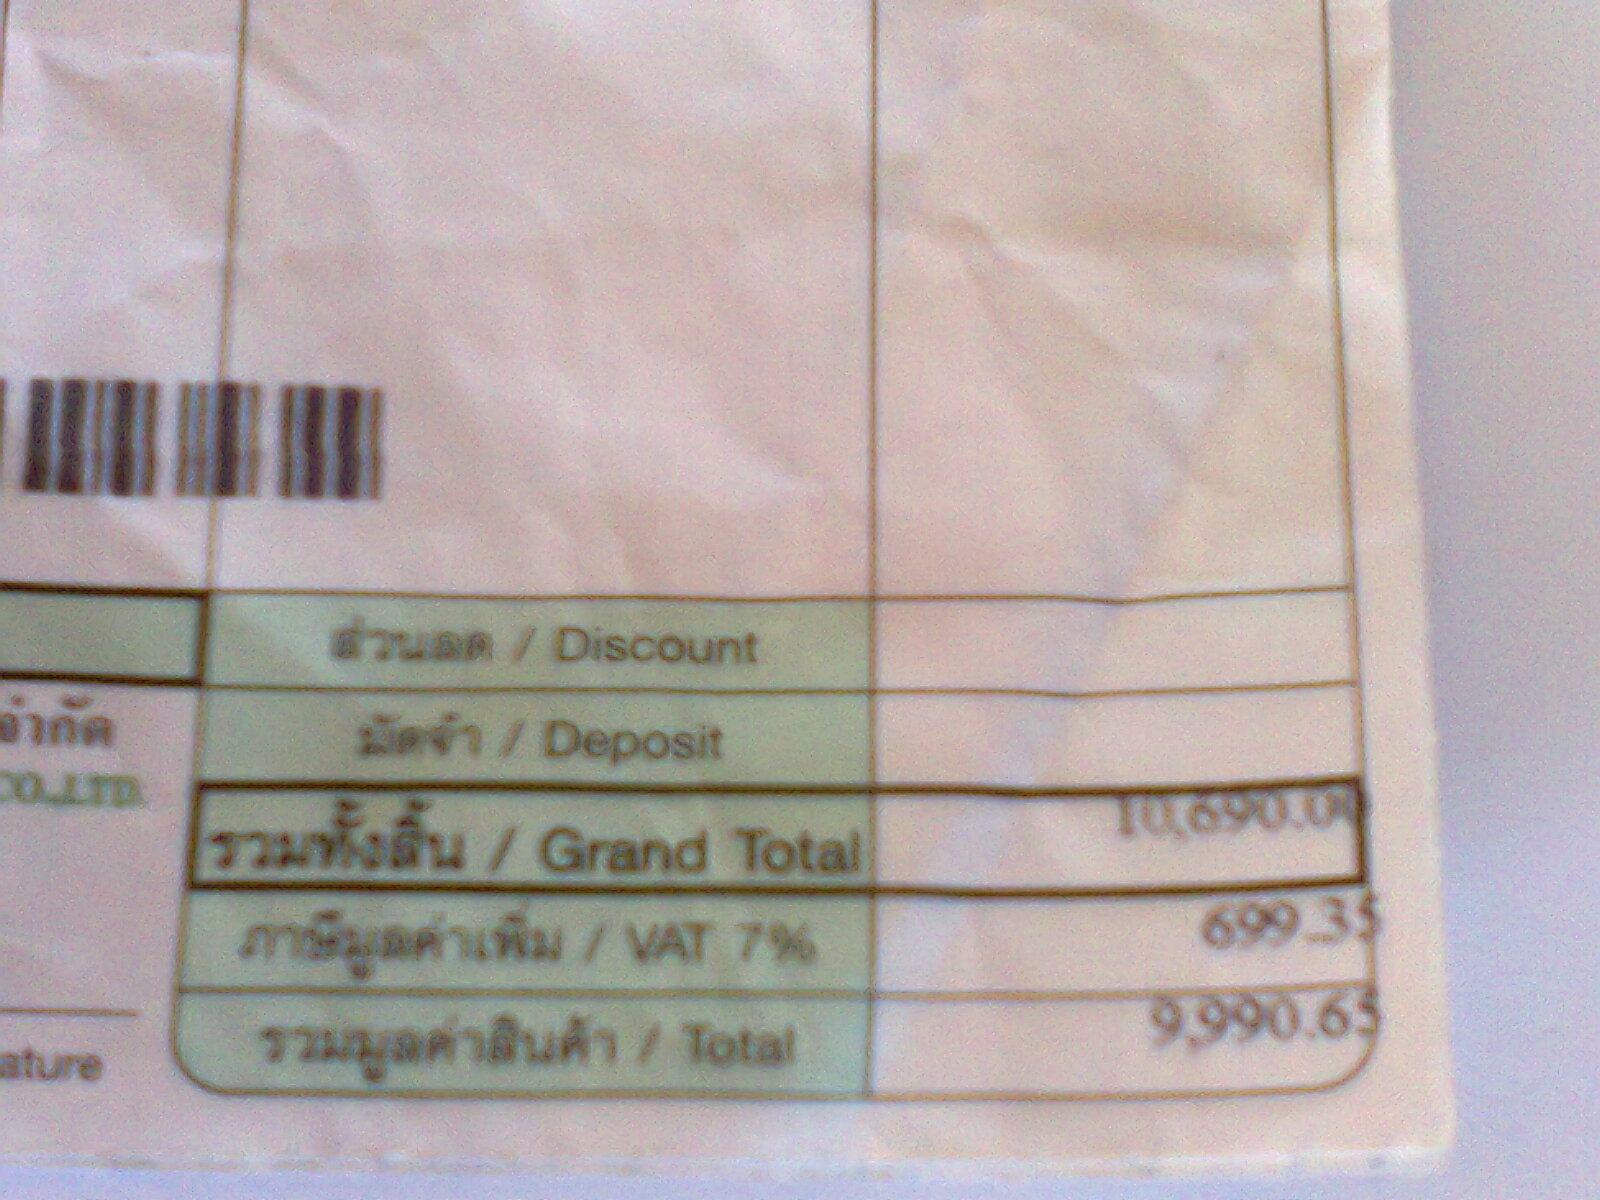 ส่วนลด / Discount
จำกัด
มัดจำ / Deposit
CO.,LTD.
รวมทั้งสิ้น / Grand Total 10,690.00
ภาษีมูลค่าเพิ่ม / VAT 7% 699.35
รวมมูลค่าสินค้า / Total 9,990.65
ature